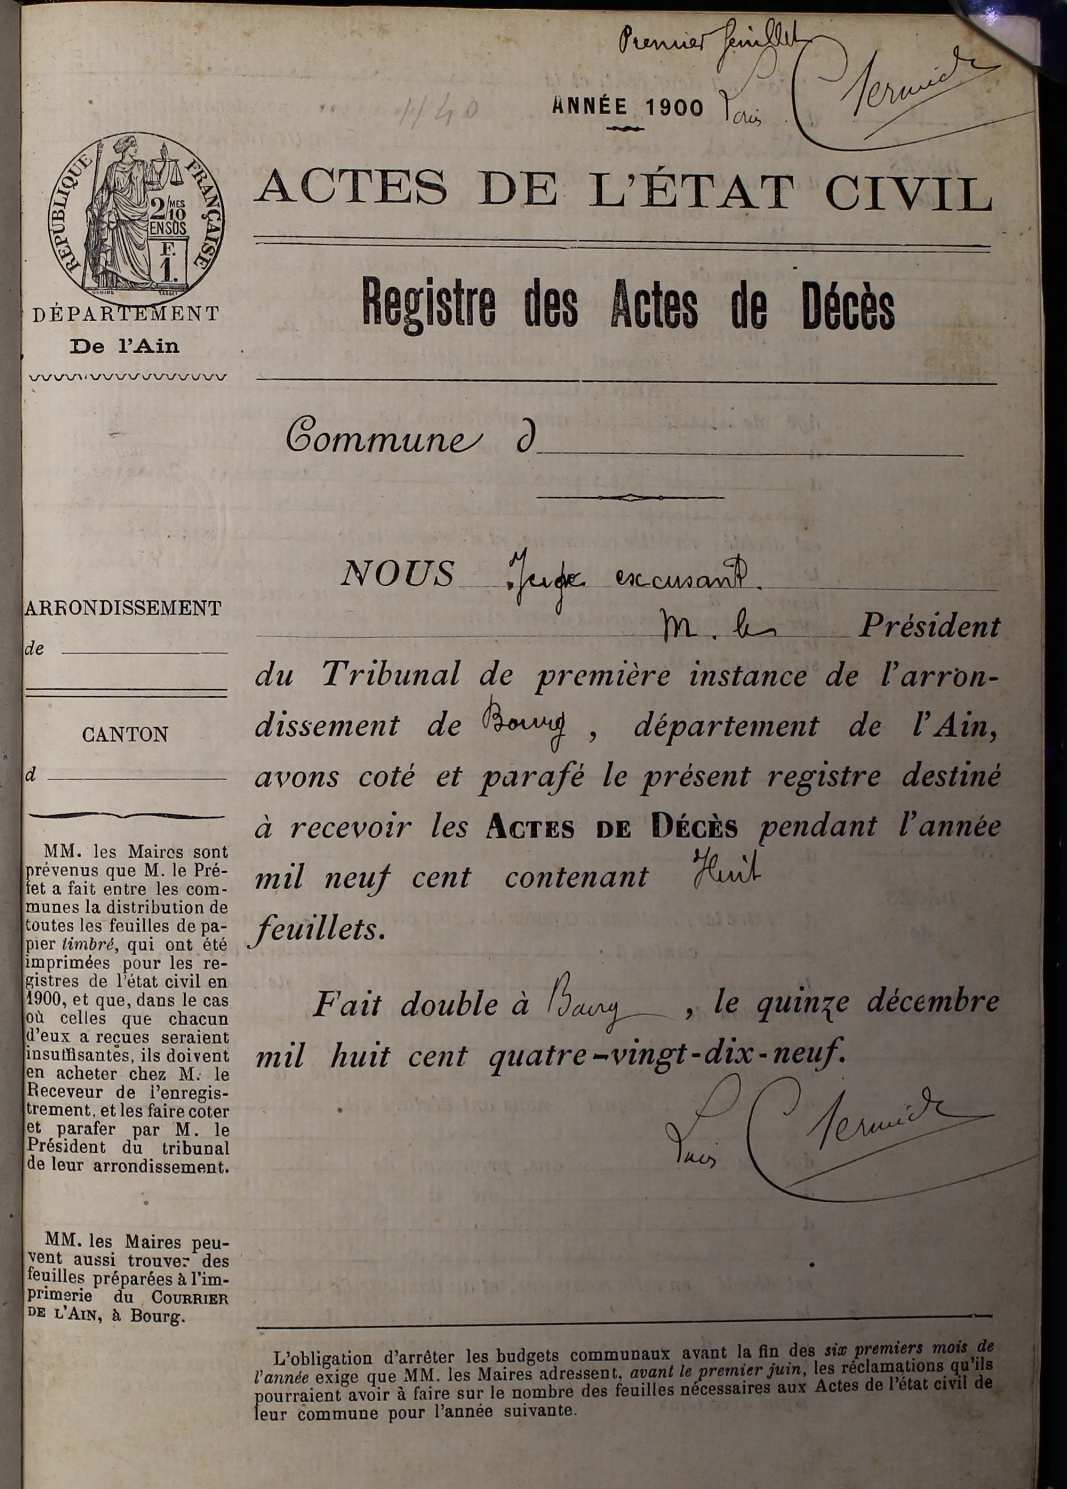 Premier feuillet
ANNÉE 1900
ACTES DE L'ÉTAT CIVIL
RÉPUBLIQUE FRANÇAISE
2/MES
10
EN SUS
F.
1.
DÉPARTEMENT
De l'Ain
Registre des Actes de Décès
Commune d
NOUS Juge excusant
M. le Président
du Tribunal de première instance de l'arron-
dissement de Bourg, département de l'Ain,
avons coté et parafé le présent registre destiné
à recevoir les ACTES DE DÉCÈS pendant l'année
mil neuf cent contenant Huit
feuillets.
Fait double à Bourg, le quinze décembre
mil huit cent quatre-vingt-dix-neuf.
Louis
ARRONDISSEMENT
de
CANTON
d
MM. les Maires sont
prévenus que M. le Pré-
fet a fait entre les com-
munes la distribution de
toutes les feuilles de pa-
pier timbré, qui ont été
imprimées pour les re-
gistres de l'état civil en
1900, et que, dans le cas
où celles que chacun
d'eux a reçues seraient
insuffisantes, ils doivent
en acheter chez M. le
Receveur de l'enregis-
trement, et les faire coter
et parafer par M. le
Président du tribunal
de leur arrondissement.
MM. les Maires peu-
vent aussi trouver des
feuilles préparées à l'im-
primerie du COURRIER
DE L'AIN, à Bourg.
L'obligation d'arrêter les budgets communaux avant la fin des six premiers mois de
l'année exige que MM. les Maires adressent, avant le premier juin, les réclamations qu'ils
pourraient avoir à faire sur le nombre des feuilles nécessaires aux Actes de l'état civil de
leur commune pour l'année suivante.